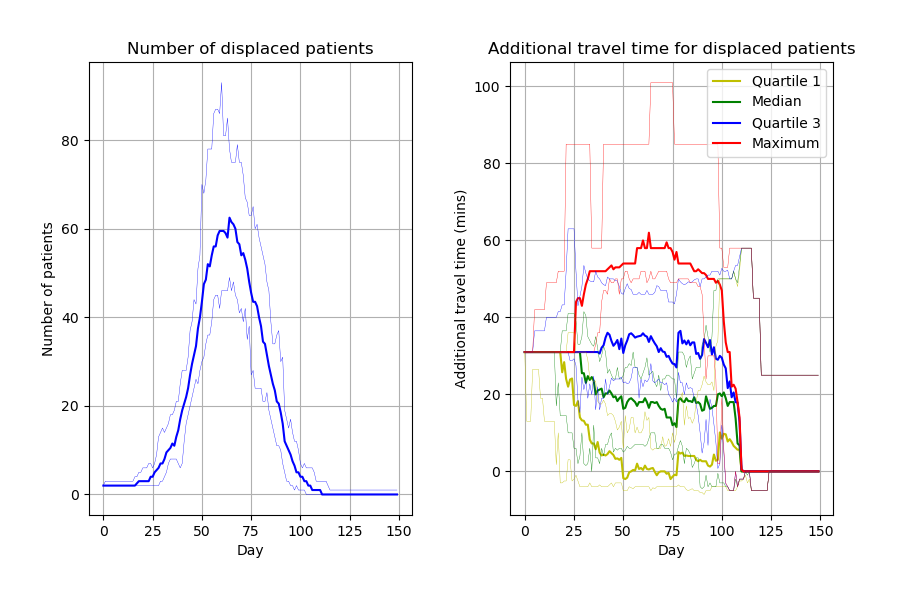 Number of displaced patients
Number of patients
80
60
40
20
0
0 25 50 75 100 125 150
Day
Additional travel time for displaced patients
Additional travel time (mins)
100
80
60
40
20
0
0 25 50 75 100 125 150
Day
Quartile 1
Median
Quartile 3
Maximum